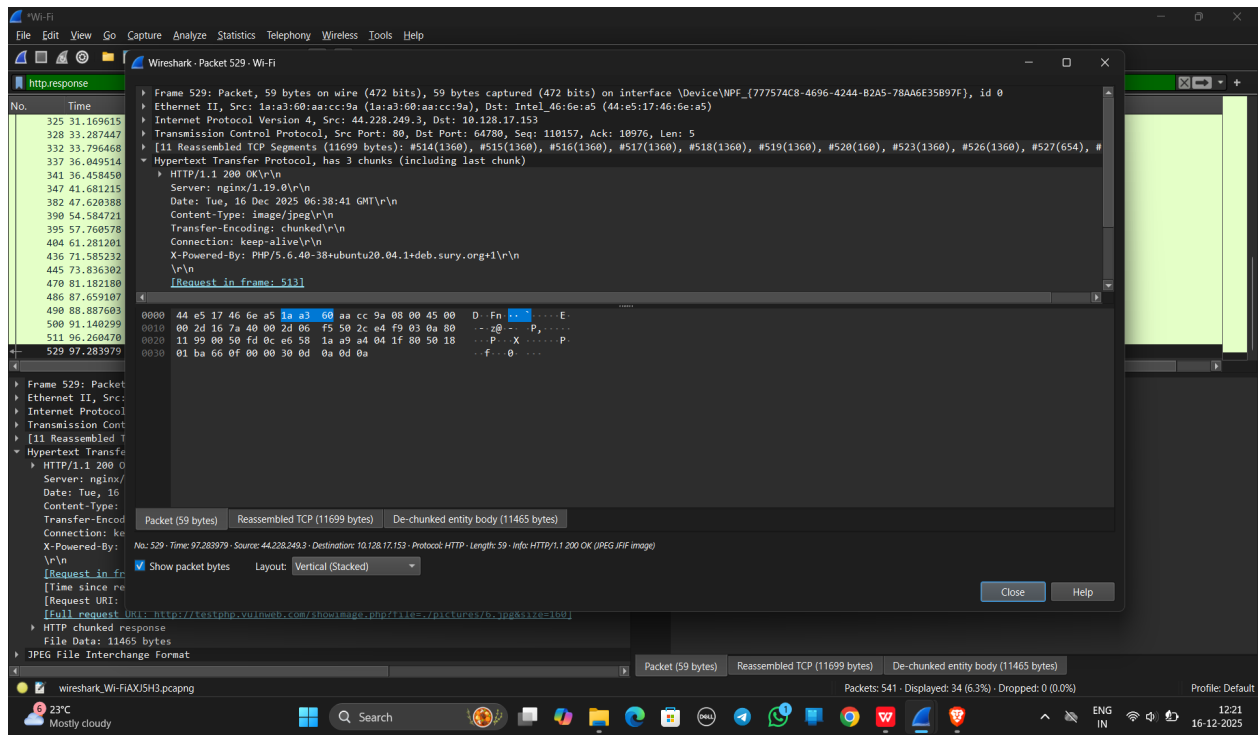 *Wi-Fi
File Edit View Go Capture Analyze Statistics Telephony Wireless Tools Help
Wireshark · Packet 529 · Wi-Fi
http.response
No. Time
325 31.169615
328 33.287447
332 33.796468
337 36.049514
341 36.458450
347 41.681215
382 47.620388
390 54.584721
395 57.760578
404 61.281201
436 71.585232
445 73.836302
470 81.182180
486 87.659107
490 88.887603
500 91.140299
511 96.260470
529 97.283979
Frame 529: Packet, 59 bytes on wire (472 bits), 59 bytes captured (472 bits) on interface \Device\NPF_{777574C8-4696-4244-B2A5-78AA6E35B97F}, id 0
Ethernet II, Src: 1a:a3:60:aa:cc:9a (1a:a3:60:aa:cc:9a), Dst: Intel_46:6e:a5 (44:e5:17:46:6e:a5)
Internet Protocol Version 4, Src: 44.228.249.3, Dst: 10.128.17.153
Transmission Control Protocol, Src Port: 80, Dst Port: 64780, Seq: 110157, Ack: 10976, Len: 5
[11 Reassembled TCP Segments (11699 bytes): #514(1360), #515(1360), #516(1360), #517(1360), #518(1360), #519(1360), #520(160), #523(1360), #526(1360), #527(654), #
Hypertext Transfer Protocol, has 3 chunks (including last chunk)
HTTP/1.1 200 OK\r\n
Server: nginx/1.19.0\r\n
Date: Tue, 16 Dec 2025 06:38:41 GMT\r\n
Content-Type: image/jpeg\r\n
Transfer-Encoding: chunked\r\n
Connection: keep-alive\r\n
X-Powered-By: PHP/5.6.40-38+ubuntu20.04.1+deb.sury.org+1\r\n
\r\n
[Request in frame: 513]
0000 44 e5 17 46 6e a5 1a a3 60 aa cc 9a 08 00 45 00 D··Fn···`·····E·
0010 00 2d 16 7a 40 00 2d 06 f5 50 2c e4 f9 03 0a 80 ·-·z@·-··P,·····
0020 11 99 00 50 fd 0c e6 58 1a a9 a4 04 1f 80 50 18 ···P···X······P·
0030 01 ba 66 0f 00 00 30 0d 0a 0d 0a ··f···0····
Packet (59 bytes) Reassembled TCP (11699 bytes) De-chunked entity body (11465 bytes)
No.: 529 · Time: 97.283979 · Source: 44.228.249.3 · Destination: 10.128.17.153 · Protocol: HTTP · Length: 59 · Info: HTTP/1.1 200 OK (JPEG JFIF image)
Show packet bytes Layout: Vertical (Stacked)
Close Help
Frame 529: Packet
Ethernet II, Src:
Internet Protocol
Transmission Cont
[11 Reassembled T
Hypertext Transfe
HTTP/1.1 200 O
Server: nginx/
Date: Tue, 16
Content-Type:
Transfer-Encod
Connection: ke
X-Powered-By:
\r\n
[Request in fr
[Time since re
[Request URI:
[Full request URI: http://testphp.vulnweb.com/showimage.php?file=./pictures/6.jpg&size=160]
HTTP chunked response
File Data: 11465 bytes
JPEG File Interchange Format
Packet (59 bytes) Reassembled TCP (11699 bytes) De-chunked entity body (11465 bytes)
wireshark_Wi-FiAXJ5H3.pcapng Packets: 541 · Displayed: 34 (6.3%) · Dropped: 0 (0.0%) Profile: Default
6 23°C
Mostly cloudy
Search
DELL
1
W
ENG
IN
12:21
16-12-2025